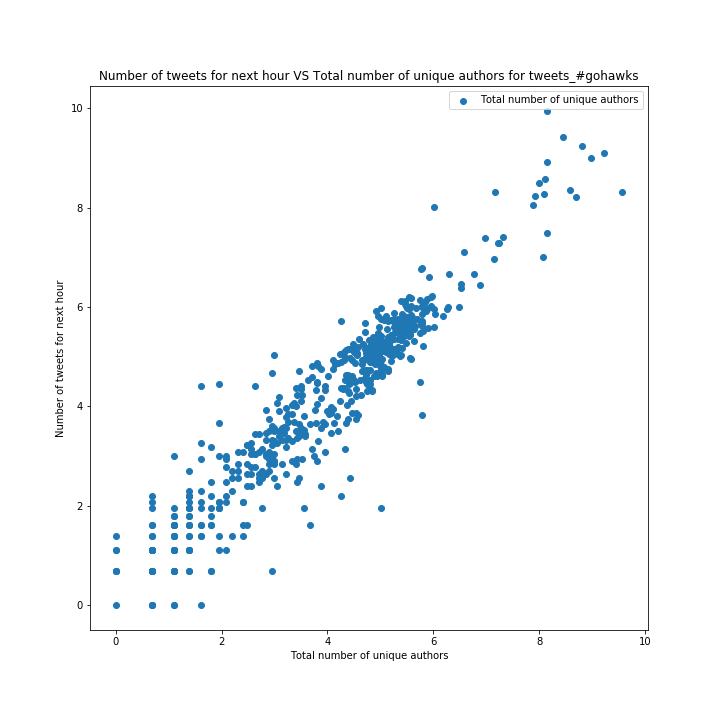 Number of tweets for next hour VS Total number of unique authors for tweets_#gohawks
Total number of unique authors
10
8
6
4
2
0
Number of tweets for next hour
0 2 4 6 8 10
Total number of unique authors